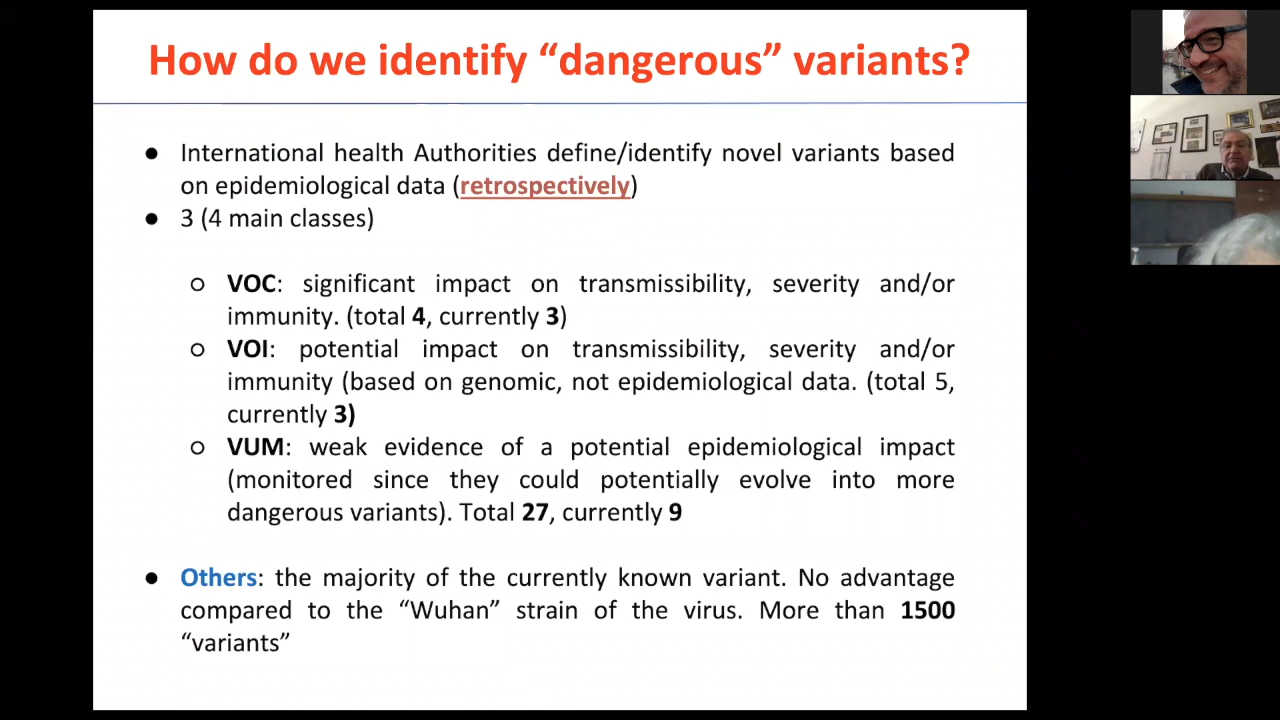 How do we identify “dangerous” variants?
● International health Authorities define/identify novel variants based
on epidemiological data (retrospectively)
● 3 (4 main classes)
○ VOC: significant impact on transmissibility, severity and/or
immunity. (total 4, currently 3)
○ VOI: potential impact on transmissibility, severity and/or
immunity (based on genomic, not epidemiological data. (total 5,
currently 3)
○ VUM: weak evidence of a potential epidemiological impact
(monitored since they could potentially evolve into more
dangerous variants). Total 27, currently 9
● Others: the majority of the currently known variant. No advantage
compared to the “Wuhan” strain of the virus. More than 1500
“variants”